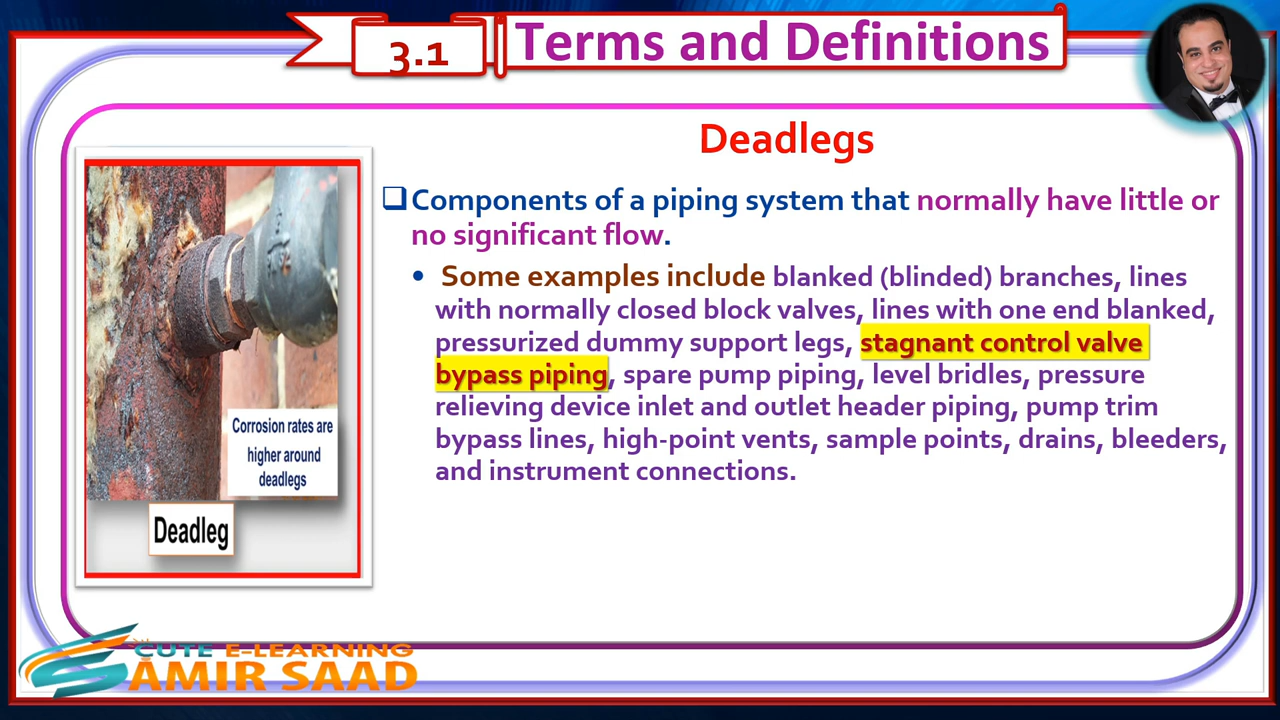 3.1
Terms and Definitions
Deadlegs
Components of a piping system that normally have little or
no significant flow.
• Some examples include blanked (blinded) branches, lines
with normally closed block valves, lines with one end blanked,
pressurized dummy support legs, stagnant control valve
bypass piping, spare pump piping, level bridles, pressure
relieving device inlet and outlet header piping, pump trim
bypass lines, high-point vents, sample points, drains, bleeders,
and instrument connections.
Corrosion rates are
higher around
deadlegs
Deadleg
CUTE E-LEARNING
AMIR SAAD